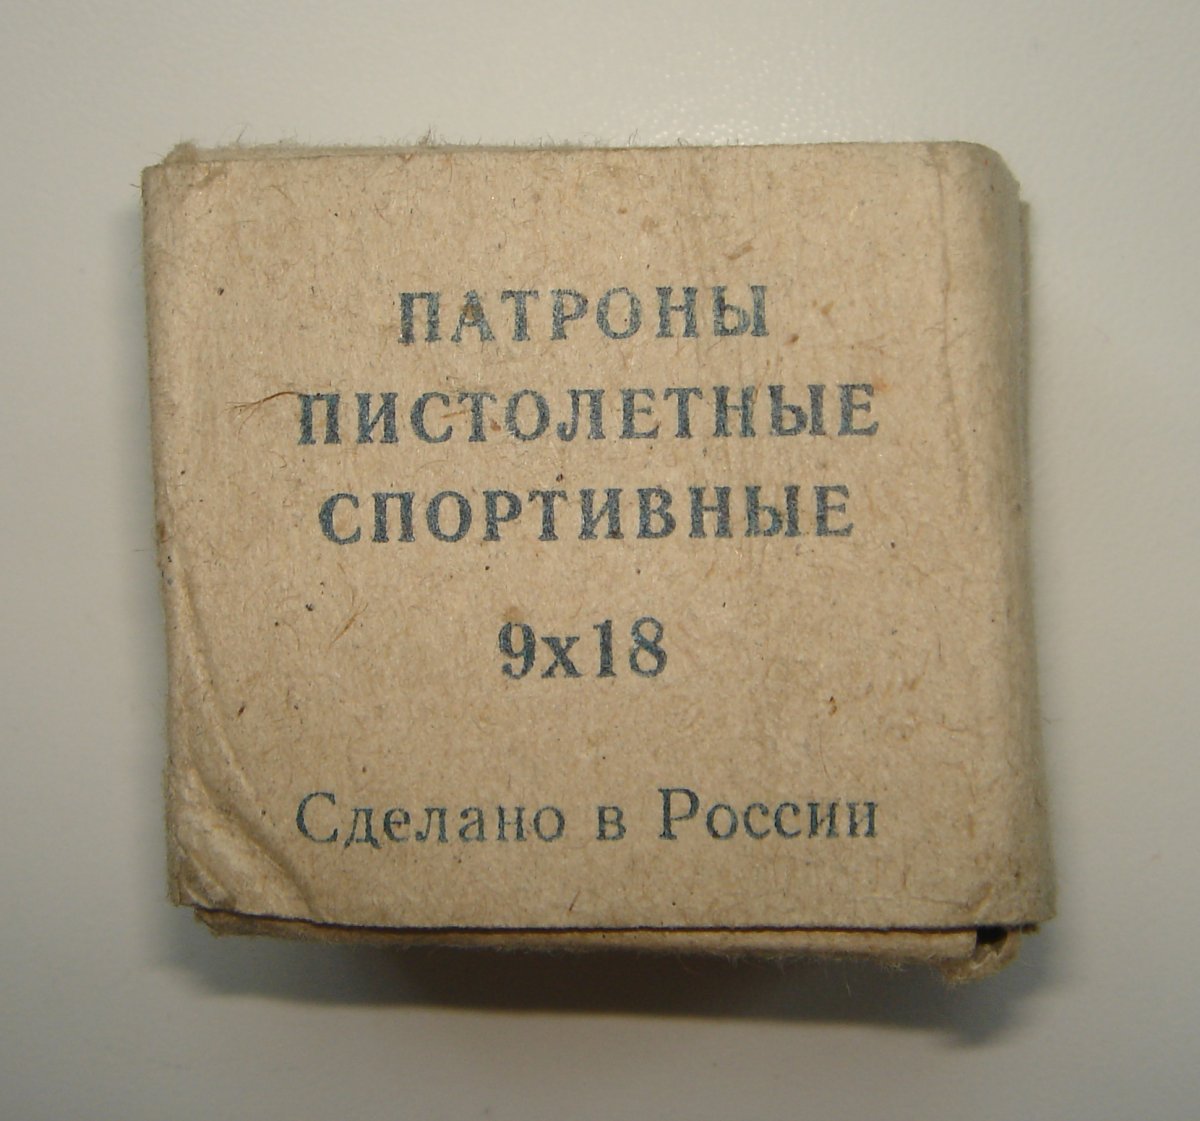 ПАТРОНЫ
ПИСТОЛЕТНЫЕ
СПОРТИВНЫЕ
9х18
Сделано в России